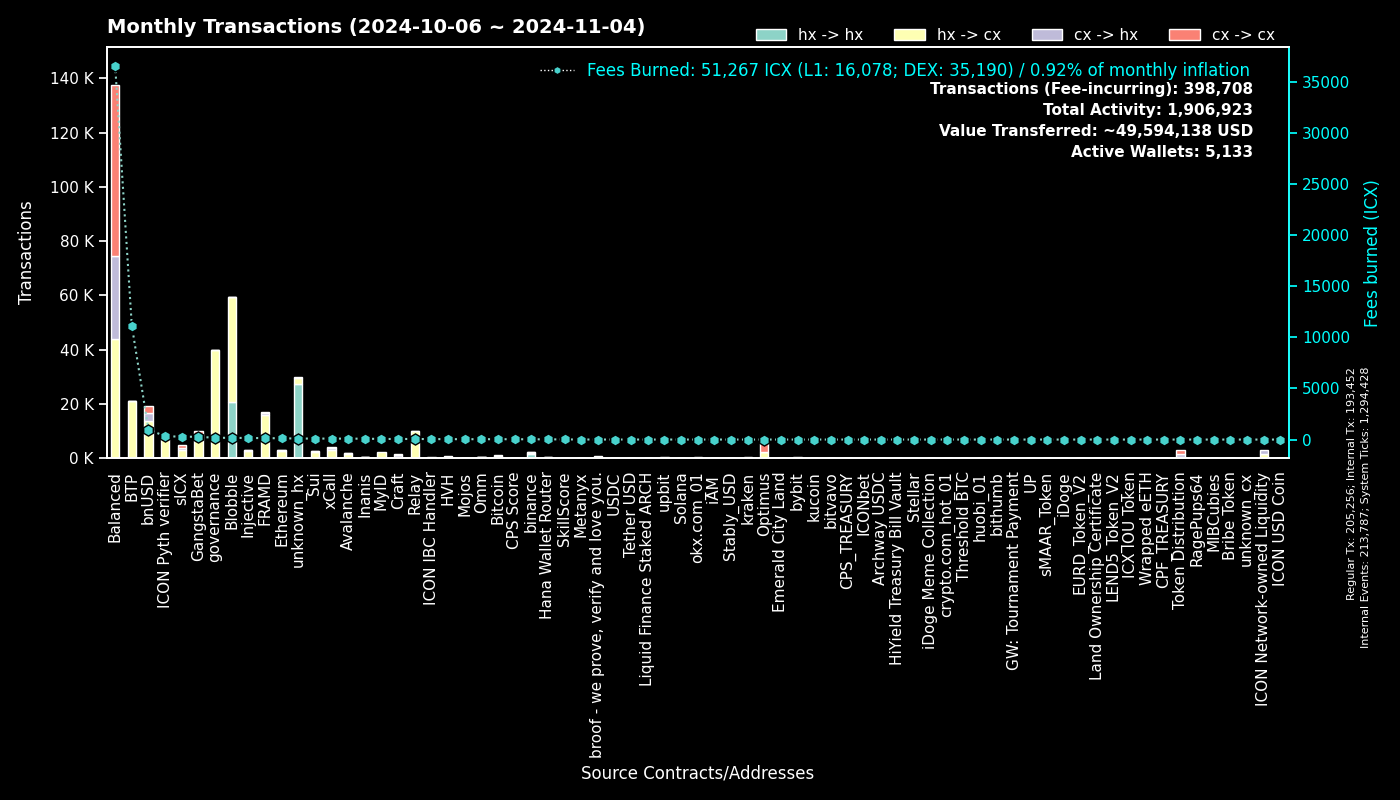 Monthly Transactions (2024-10-06 ~ 2024-11-04)
hx -> hx
hx -> cx
cx -> hx
cx -> cx
Fees Burned: 51,267 ICX (L1: 16,078; DEX: 35,190) / 0.92% of monthly inflation
Transactions (Fee-incurring): 398,708
Total Activity: 1,906,923
Value Transferred: ~49,594,138 USD
Active Wallets: 5,133
Transactions
140 K
120 K
100 K
80 K
60 K
40 K
20 K
0 K
35000
30000
25000
20000
15000
10000
5000
0
Fees burned (ICX)
Regular Tx: 205,256; Internal Tx: 193,452
Internal Events: 213,787; System Ticks: 1,294,428
Balanced
BTP
bnUSD
ICON Pyth verifier
sICX
GangstaBet
governance
Blobble
Injective
FRAMD
Ethereum
unknown_hx
Sui
xCall
Avalanche
Inanis
MyID
Craft
Relay
ICON IBC Handler
HVH
Mojos
Omm
Bitcoin
CPS Score
binance
Hana Wallet Router
SkillScore
Metanyx
broof - we prove, verify and love you.
USDC
Tether USD
Liquid Finance Staked ARCH
upbit
Solana
okx.com_01
iAM
Stably_USD
kraken
Optimus
Emerald City Land
bybit
kucoin
bitvavo
CPS_TREASURY
ICONbet
Archway USDC
HiYield Treasury Bill Vault
Stellar
iDoge Meme Collection
crypto.com_hot_01
Threshold_BTC
huobi_01
bithumb
GW: Tournament Payment
UP
sMAAR_Token
iDoge
EURD_Token_V2
Land Ownership Certificate
LEND5_Token_V2
ICX IOU Token
Wrapped eETH
CPF_TREASURY
Token Distribution
RagePups64
MIBCubies
Bribe Token
unknown_cx
ICON Network-owned Liquidity
ICON USD Coin
Source Contracts/Addresses